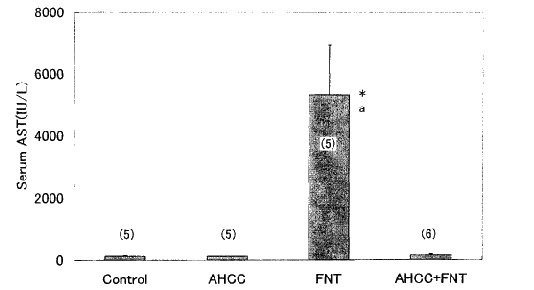 8000
6000
4000
2000
0
Serum AST(IU/L)
(5)
(5)
(5)
(6)
*
a
Control
AHCC
FNT
AHCC+FNT